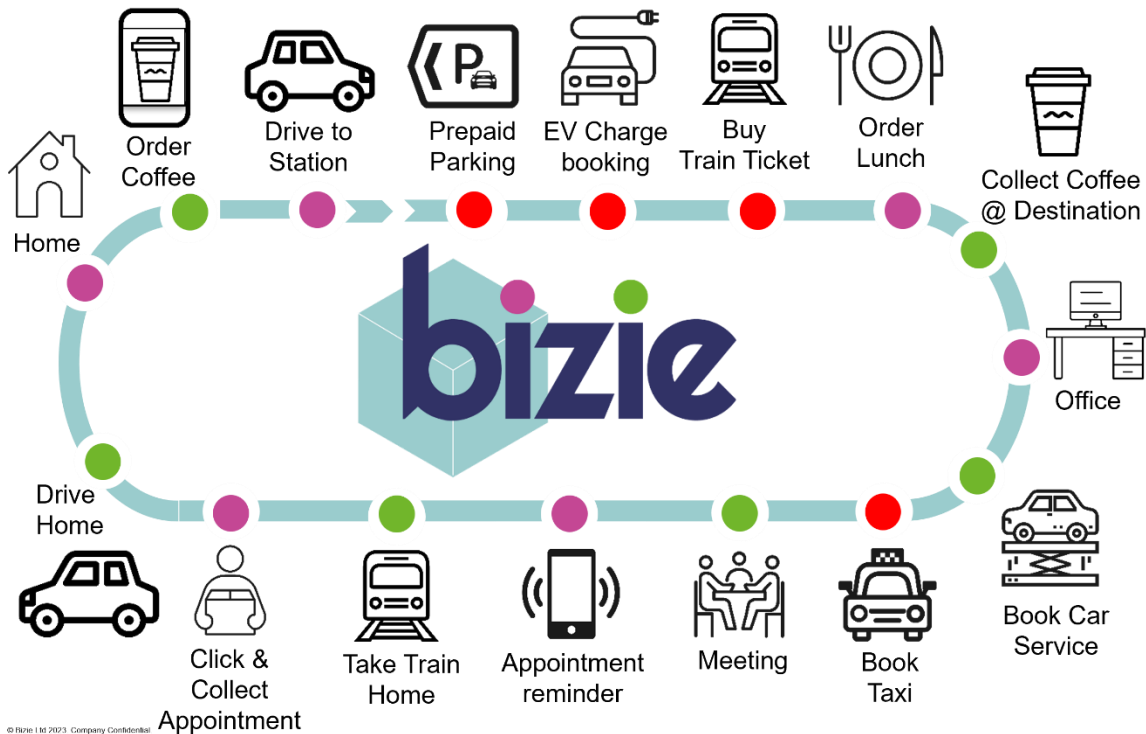 Order
Coffee
Drive to
Station
P
Prepaid
Parking
EV Charge
booking
Buy
Train Ticket
Order
Lunch
Collect Coffee
@ Destination
Home
bizie
Office
Drive
Home
Click &
Collect
Appointment
Take Train
Home
Appointment
reminder
Meeting
Book
Taxi
Book Car
Service
© Bizie Ltd 2023 Company Confidential